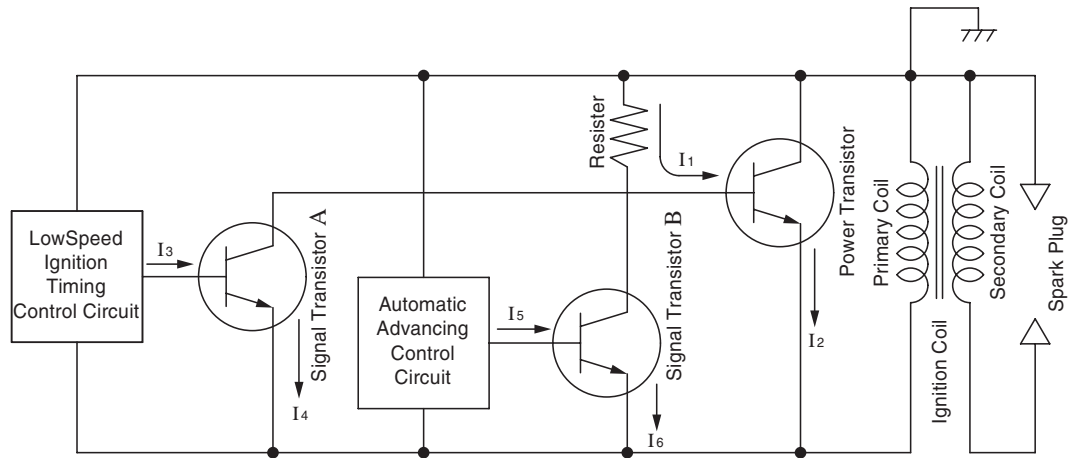 LowSpeed
Ignition
Timing
Control Circuit
I3
Signal Transistor A
I4
Automatic
Advancing
Control
Circuit
I5
Resister
I1
Signal Transistor B
I6
Power Transistor
I2
Primary Coil
Ignition Coil
Secondary Coil
Spark Plug